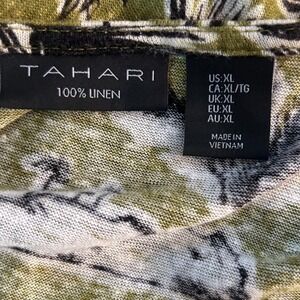 TAHARI
100% LINEN
US:XL
CA:XL/TG
UK:XL
EU:XL
AU:XL
MADE IN
VIETNAM